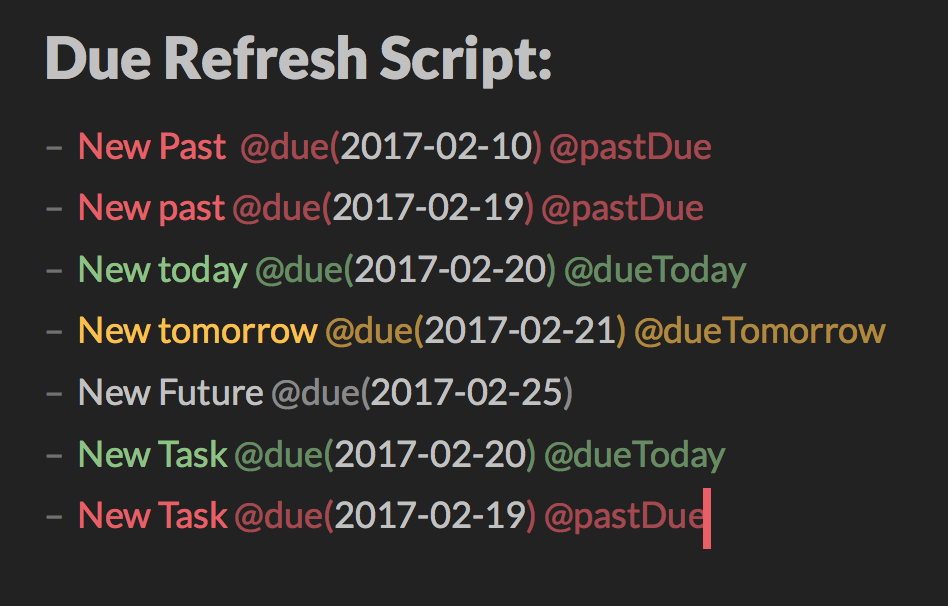 Due Refresh Script:
– New Past @due(2017-02-10) @pastDue
– New past @due(2017-02-19) @pastDue
– New today @due(2017-02-20) @dueToday
– New tomorrow @due(2017-02-21) @dueTomorrow
– New Future @due(2017-02-25)
– New Task @due(2017-02-20) @dueToday
– New Task @due(2017-02-19) @pastDue